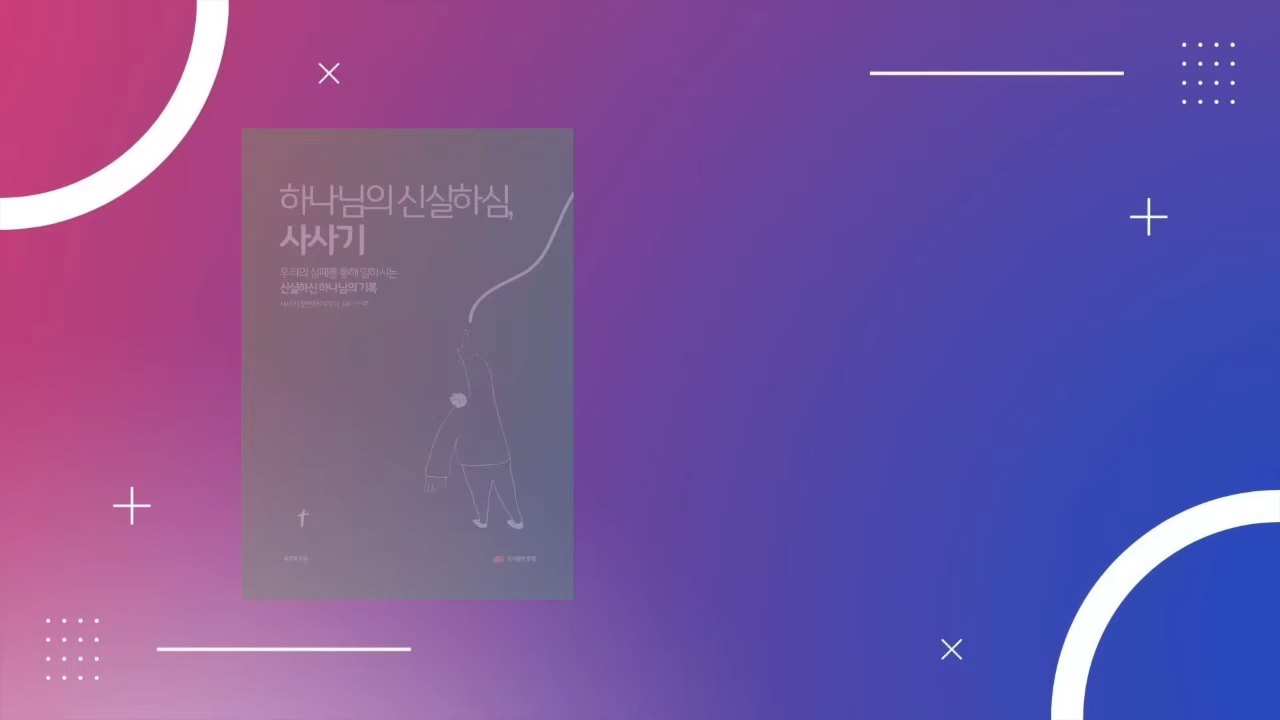 하나님의 신실하심,
사사기
우리의 실패를 통해 일하시는
신실하신 하나님의 기록